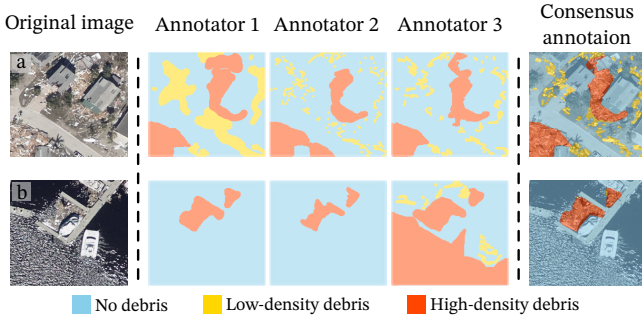 Original image
Annotator 1
Annotator 2
Annotator 3
Consensus
annotaion
a
b
No debris
Low-density debris
High-density debris